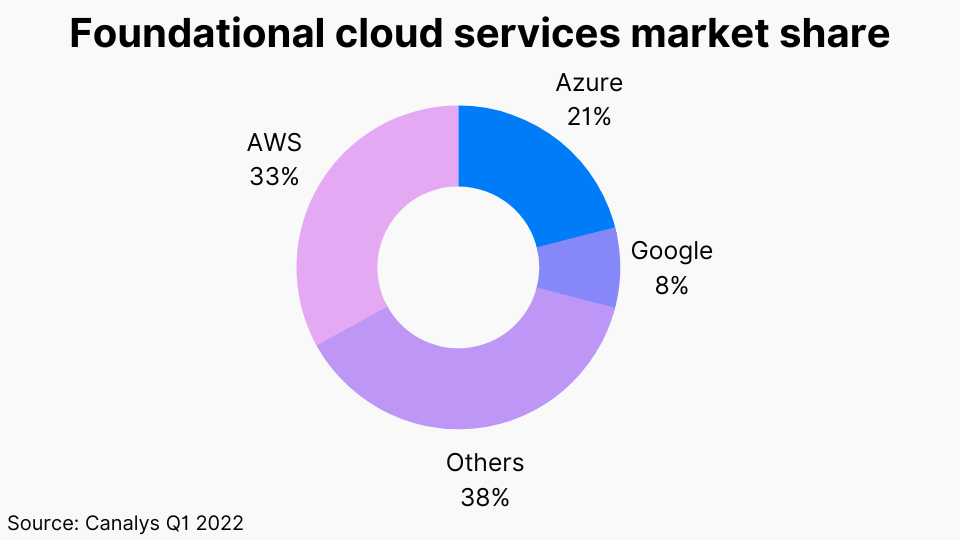 Foundational cloud services market share
Azure
21%
AWS
33%
Google
8%
Others
38%
Source: Canalys Q1 2022